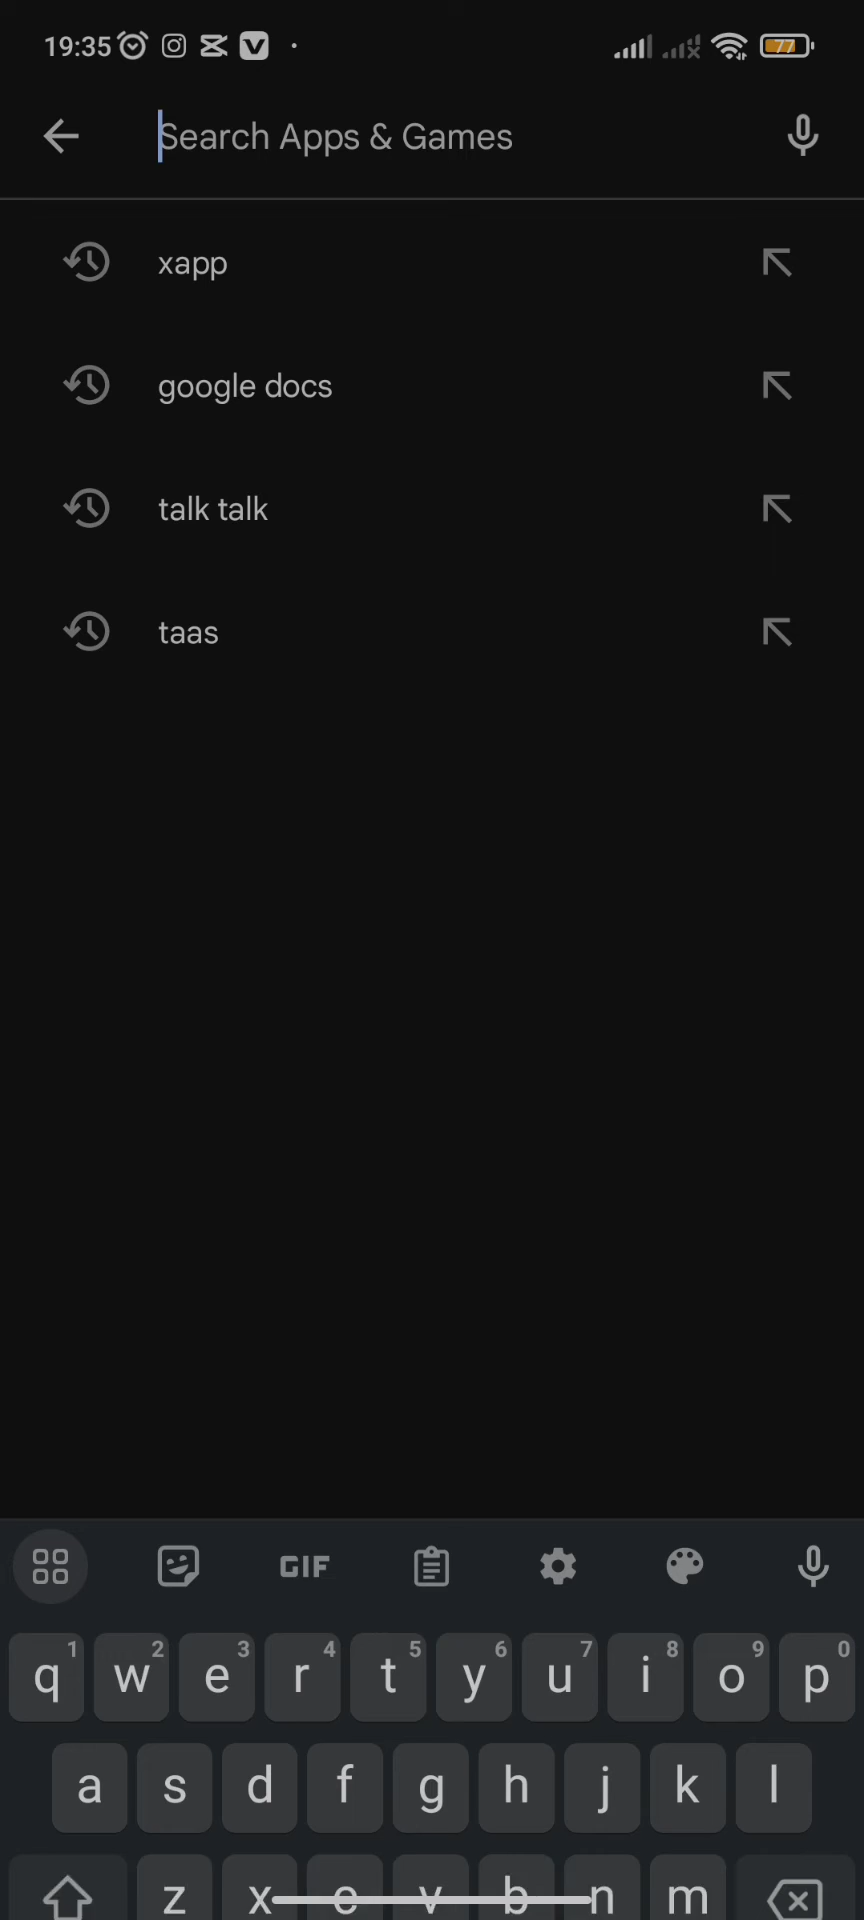 19:35 77
Search Apps & Games
xapp
google docs
talk talk
taas
GIF
1 2 3 4 5 6 7 8 9 0
q w e r t y u i o p
a s d f g h j k l
z x c v b n m